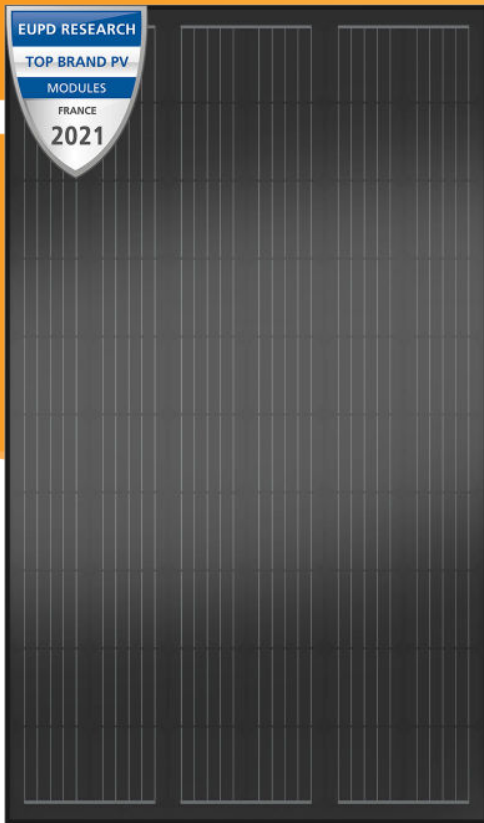 EUPD RESEARCH
TOP BRAND PV
MODULES
FRANCE
2021